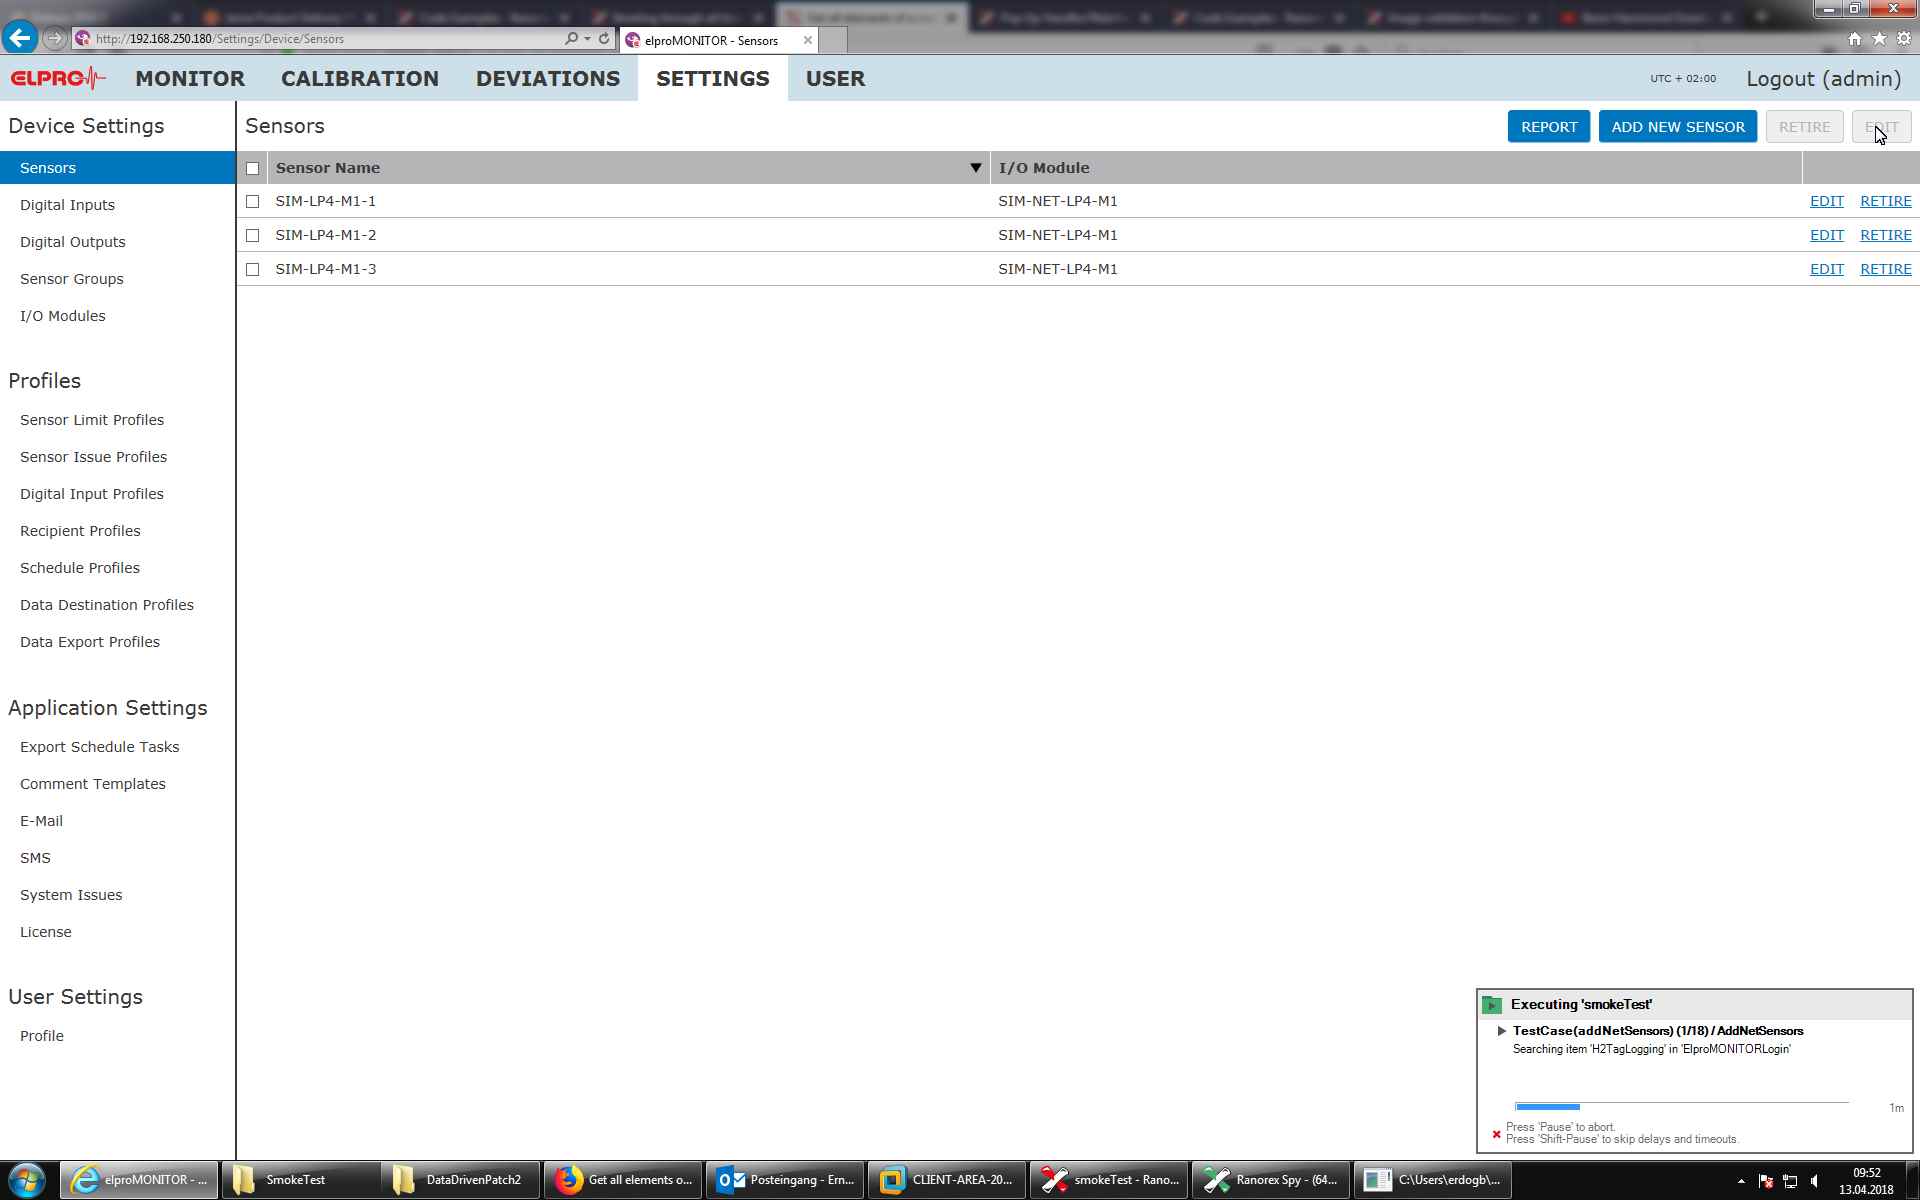 http://192.168.250.180/Settings/Device/Sensors
elproMONITOR - Sensors
ELPRO
MONITOR
CALIBRATION
DEVIATIONS
SETTINGS
USER
UTC + 02:00
Logout (admin)
Device Settings
Sensors
Digital Inputs
Digital Outputs
Sensor Groups
I/O Modules
Profiles
Sensor Limit Profiles
Sensor Issue Profiles
Digital Input Profiles
Recipient Profiles
Schedule Profiles
Data Destination Profiles
Data Export Profiles
Application Settings
Export Schedule Tasks
Comment Templates
E-Mail
SMS
System Issues
License
User Settings
Profile
Sensors
REPORT
ADD NEW SENSOR
RETIRE
EDIT
Sensor Name I/O Module
SIM-LP4-M1-1 SIM-NET-LP4-M1 EDIT RETIRE
SIM-LP4-M1-2 SIM-NET-LP4-M1 EDIT RETIRE
SIM-LP4-M1-3 SIM-NET-LP4-M1 EDIT RETIRE
Executing 'smokeTest'
TestCase(addNetSensors) (1/18) / AddNetSensors
Searching item 'H2TagLogging' in 'ElproMONITORLogin'
1m
Press 'Pause' to abort.
Press 'Shift-Pause' to skip delays and timeouts.
elproMONITOR - ...
SmokeTest
DataDrivenPatch2
Get all elements o...
Posteingang - Ern...
CLIENT-AREA-20...
smokeTest - Rano...
Ranorex Spy - (64...
C:\Users\erdogb\...
09:52
13.04.2018